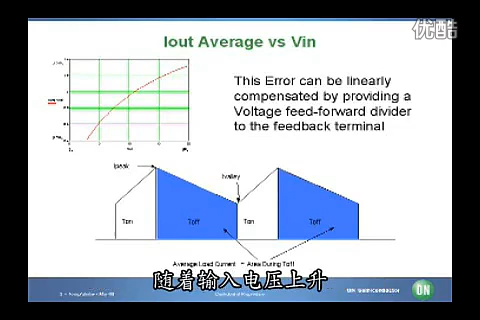 优酷
Iout Average vs Vin
This Error can be linearly
compensated by providing a
Voltage feed-forward divider
to the feedback terminal
Ipeak
Ivalley
Ton
Toff
Ton
Toff
Average Load Current ~ Area During Toff
随着输入电压上升
ON